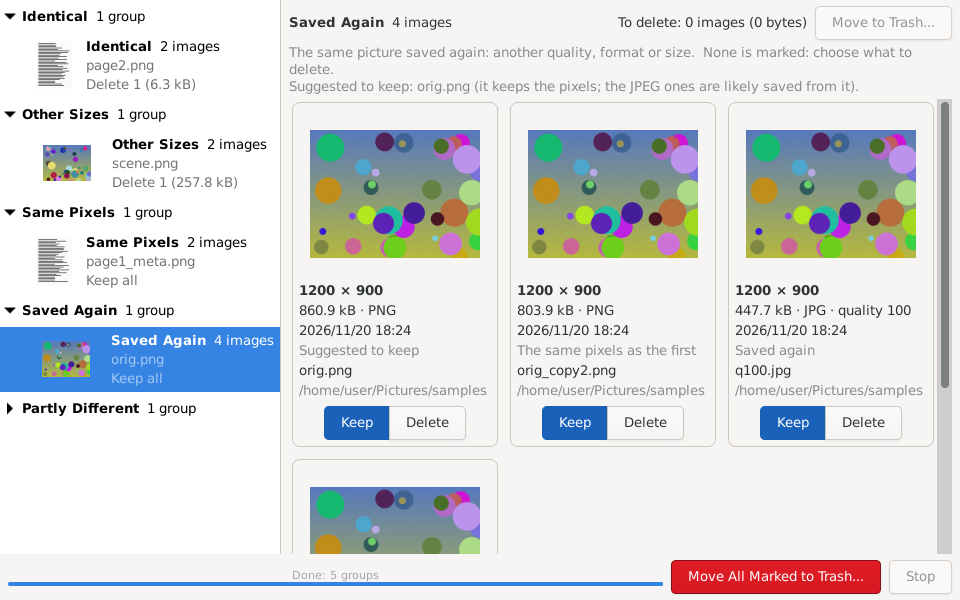 Identical 1 group
Identical 2 images
page2.png
Delete 1 (6.3 kB)
Other Sizes 1 group
Other Sizes 2 images
scene.png
Delete 1 (257.8 kB)
Same Pixels 1 group
Same Pixels 2 images
page1_meta.png
Keep all
Saved Again 1 group
Saved Again 4 images
orig.png
Keep all
Partly Different 1 group
Saved Again 4 images
To delete: 0 images (0 bytes)
Move to Trash...
The same picture saved again: another quality, format or size. None is marked: choose what to
delete.
Suggested to keep: orig.png (it keeps the pixels; the JPEG ones are likely saved from it).
1200 × 900
860.9 kB · PNG
2026/11/20 18:24
Suggested to keep
orig.png
/home/user/Pictures/samples
Keep Delete
1200 × 900
803.9 kB · PNG
2026/11/20 18:24
The same pixels as the first
orig_copy2.png
/home/user/Pictures/samples
Keep Delete
1200 × 900
447.7 kB · JPG · quality 100
2026/11/20 18:24
Saved again
q100.jpg
/home/user/Pictures/samples
Keep Delete
Done: 5 groups
Move All Marked to Trash...
Stop